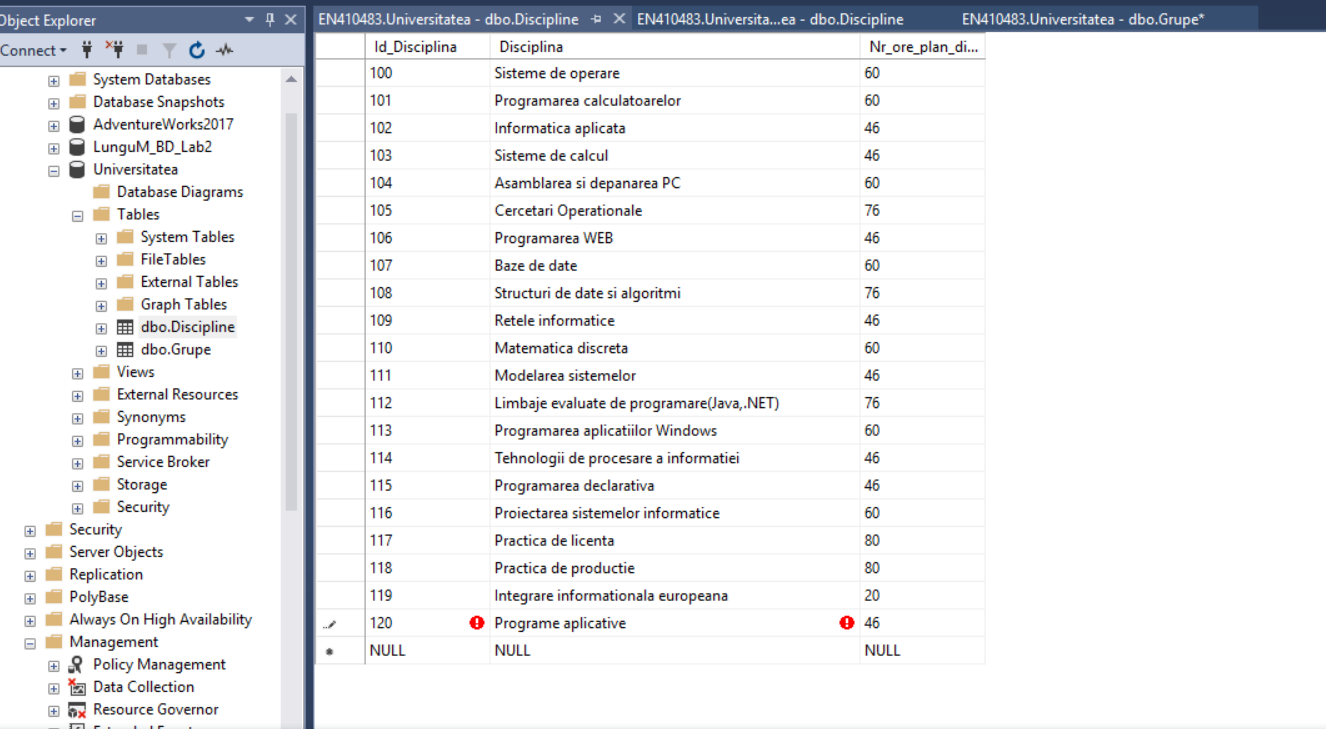 Object Explorer
Connect
System Databases
Database Snapshots
AdventureWorks2017
LunguM_BD_Lab2
Universitatea
Database Diagrams
Tables
System Tables
FileTables
External Tables
Graph Tables
dbo.Discipline
dbo.Grupe
Views
External Resources
Synonyms
Programmability
Service Broker
Storage
Security
Security
Server Objects
Replication
PolyBase
Always On High Availability
Management
Policy Management
Data Collection
Resource Governor
EN410483.Universitatea - dbo.Discipline EN410483.Universita...ea - dbo.Discipline EN410483.Universitatea - dbo.Grupe*
Id_Disciplina Disciplina Nr_ore_plan_di...
100 Sisteme de operare 60
101 Programarea calculatoarelor 60
102 Informatica aplicata 46
103 Sisteme de calcul 46
104 Asamblarea si depanarea PC 60
105 Cercetari Operationale 76
106 Programarea WEB 46
107 Baze de date 60
108 Structuri de date si algoritmi 76
109 Retele informatice 46
110 Matematica discreta 60
111 Modelarea sistemelor 46
112 Limbaje evaluate de programare(Java,.NET) 76
113 Programarea aplicatiilor Windows 60
114 Tehnologii de procesare a informatiei 46
115 Programarea declarativa 46
116 Proiectarea sistemelor informatice 60
117 Practica de licenta 80
118 Practica de productie 80
119 Integrare informationala europeana 20
120 Programe aplicative 46
NULL NULL NULL